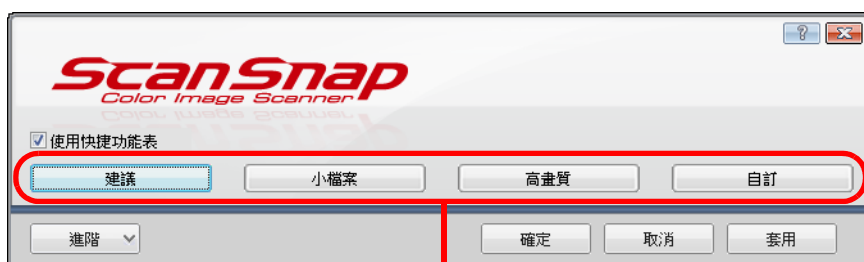 ScanSnap
Color Image Scanner
使用快捷功能表
建議 小檔案 高畫質 自訂
進階 確定 取消 套用